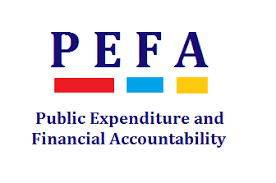 PEFA
Public Expenditure and
Financial Accountability